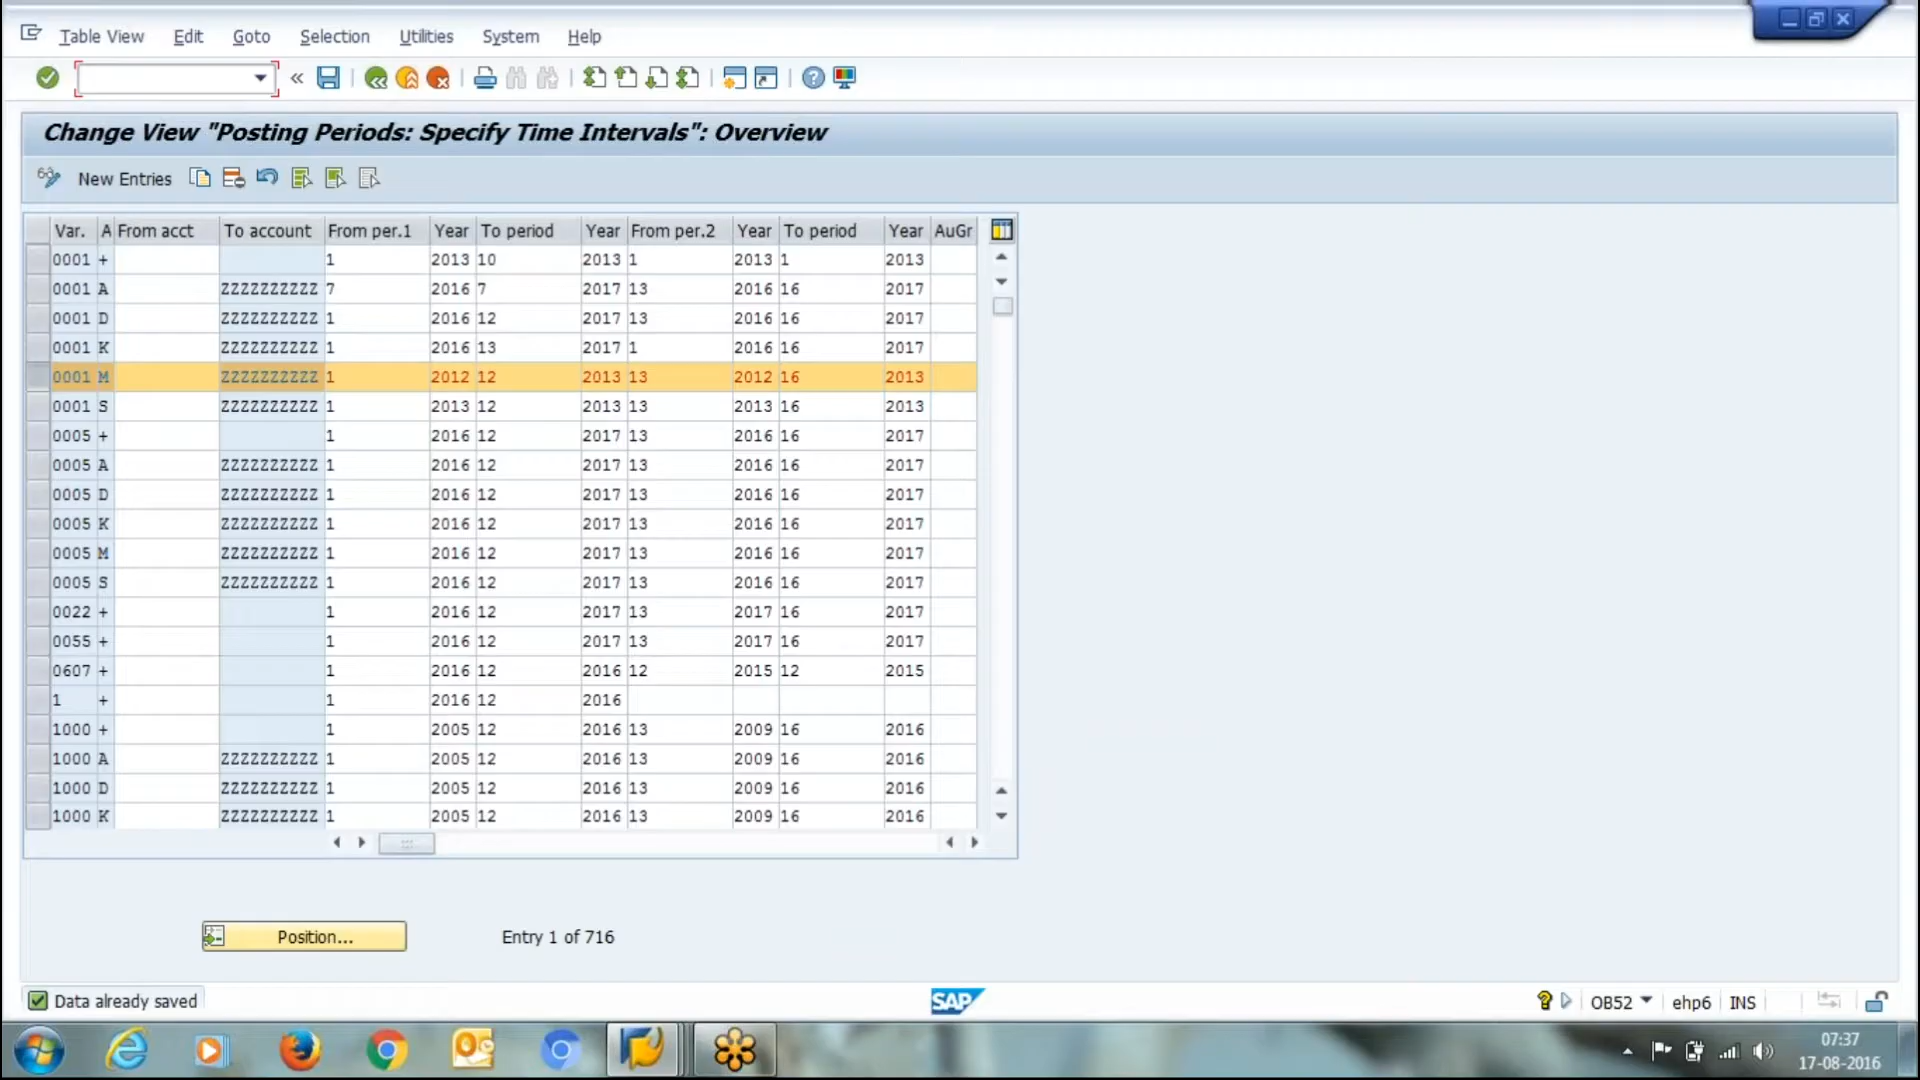 Table View Edit Goto Selection Utilities System Help
Change View "Posting Periods: Specify Time Intervals": Overview
New Entries
Var. A From acct To account From per.1 Year To period Year From per.2 Year To period Year AuGr
0001 + 1 2013 10 2013 1 2013 1 2013
0001 A ZZZZZZZZZZ 7 2016 7 2017 13 2016 16 2017
0001 D ZZZZZZZZZZ 1 2016 12 2017 13 2016 16 2017
0001 K ZZZZZZZZZZ 1 2016 13 2017 1 2016 16 2017
0001 M ZZZZZZZZZZ 1 2012 12 2013 13 2012 16 2013
0001 S ZZZZZZZZZZ 1 2013 12 2013 13 2013 16 2013
0005 + 1 2016 12 2017 13 2016 16 2017
0005 A ZZZZZZZZZZ 1 2016 12 2017 13 2016 16 2017
0005 D ZZZZZZZZZZ 1 2016 12 2017 13 2016 16 2017
0005 K ZZZZZZZZZZ 1 2016 12 2017 13 2016 16 2017
0005 M ZZZZZZZZZZ 1 2016 12 2017 13 2016 16 2017
0005 S ZZZZZZZZZZ 1 2016 12 2017 13 2016 16 2017
0022 + 1 2016 12 2017 13 2017 16 2017
0055 + 1 2016 12 2017 13 2017 16 2017
0607 + 1 2016 12 2016 12 2015 12 2015
1 + 1 2016 12 2016
1000 + 1 2005 12 2016 13 2009 16 2016
1000 A ZZZZZZZZZZ 1 2005 12 2016 13 2009 16 2016
1000 D ZZZZZZZZZZ 1 2005 12 2016 13 2009 16 2016
1000 K ZZZZZZZZZZ 1 2005 12 2016 13 2009 16 2016
Position... Entry 1 of 716
Data already saved SAP OB52 ehp6 INS
07:37
17-08-2016